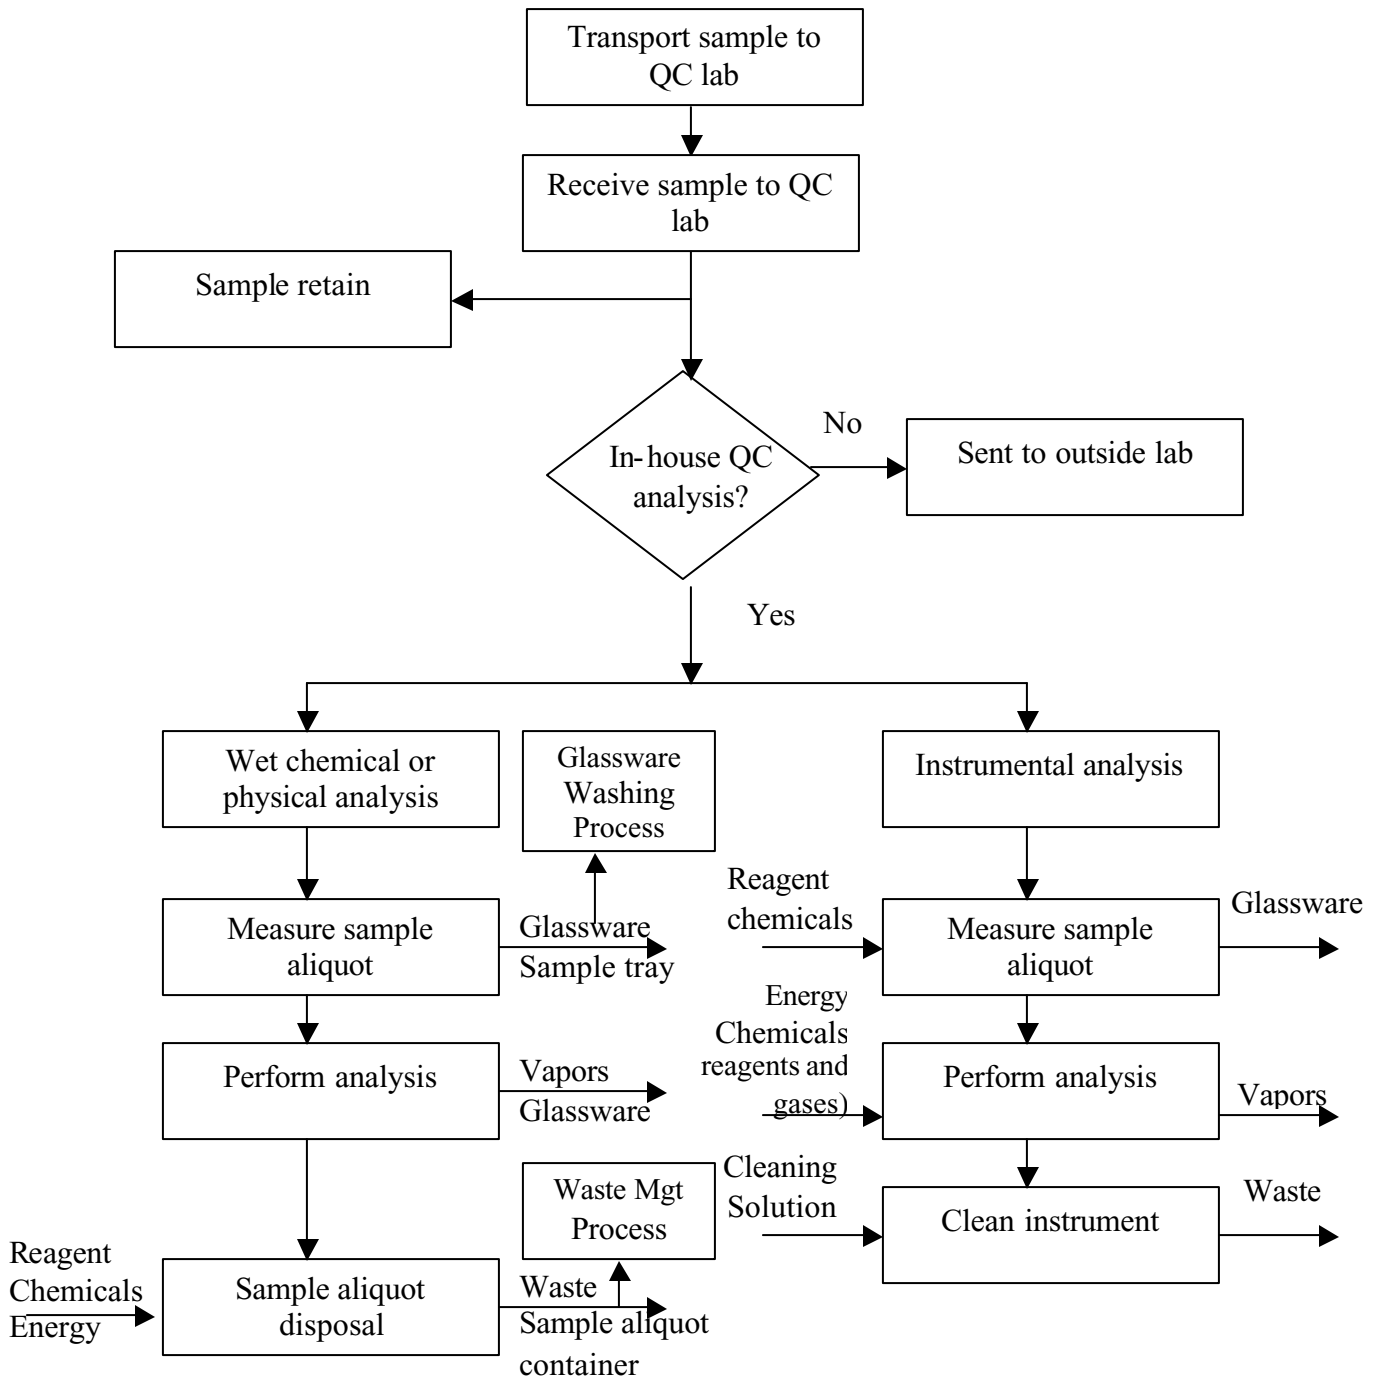 Transport sample to
QC lab
Receive sample to QC
lab
Sample retain
No
In-house QC
analysis?
Sent to outside lab
Yes
Wet chemical or
physical analysis
Glassware
Washing
Process
Instrumental analysis
Measure sample
aliquot
Glassware
Sample tray
Reagent
chemicals
Measure sample
aliquot
Glassware
Perform analysis
Vapors
Glassware
Energy
Chemicals
reagents and
gases)
Perform analysis
Vapors
Waste Mgt
Process
Cleaning
Solution
Clean instrument
Waste
Reagent
Chemicals
Energy
Sample aliquot
disposal
Waste
Sample aliquot
container